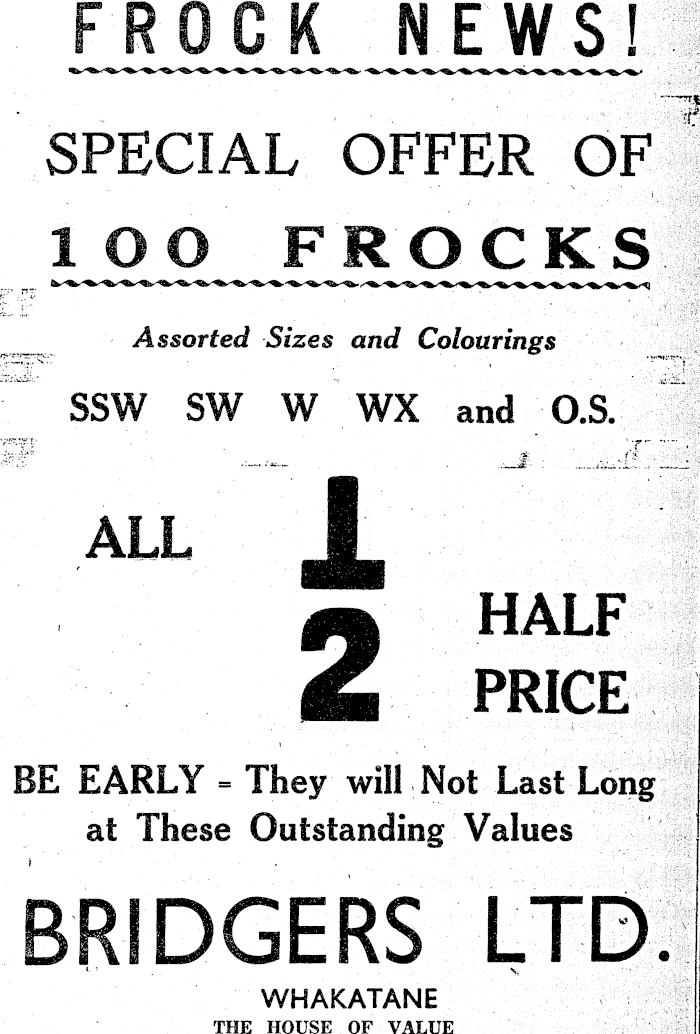 FROCK NEWS!
SPECIAL OFFER OF
100 FROCKS
Assorted Sizes and Colourings
SSW SW W WX and O.S.
ALL 1/2 HALF
PRICE
BE EARLY = They will Not Last Long
at These Outstanding Values
BRIDGERS LTD.
WHAKATANE
THE HOUSE OF VALUE